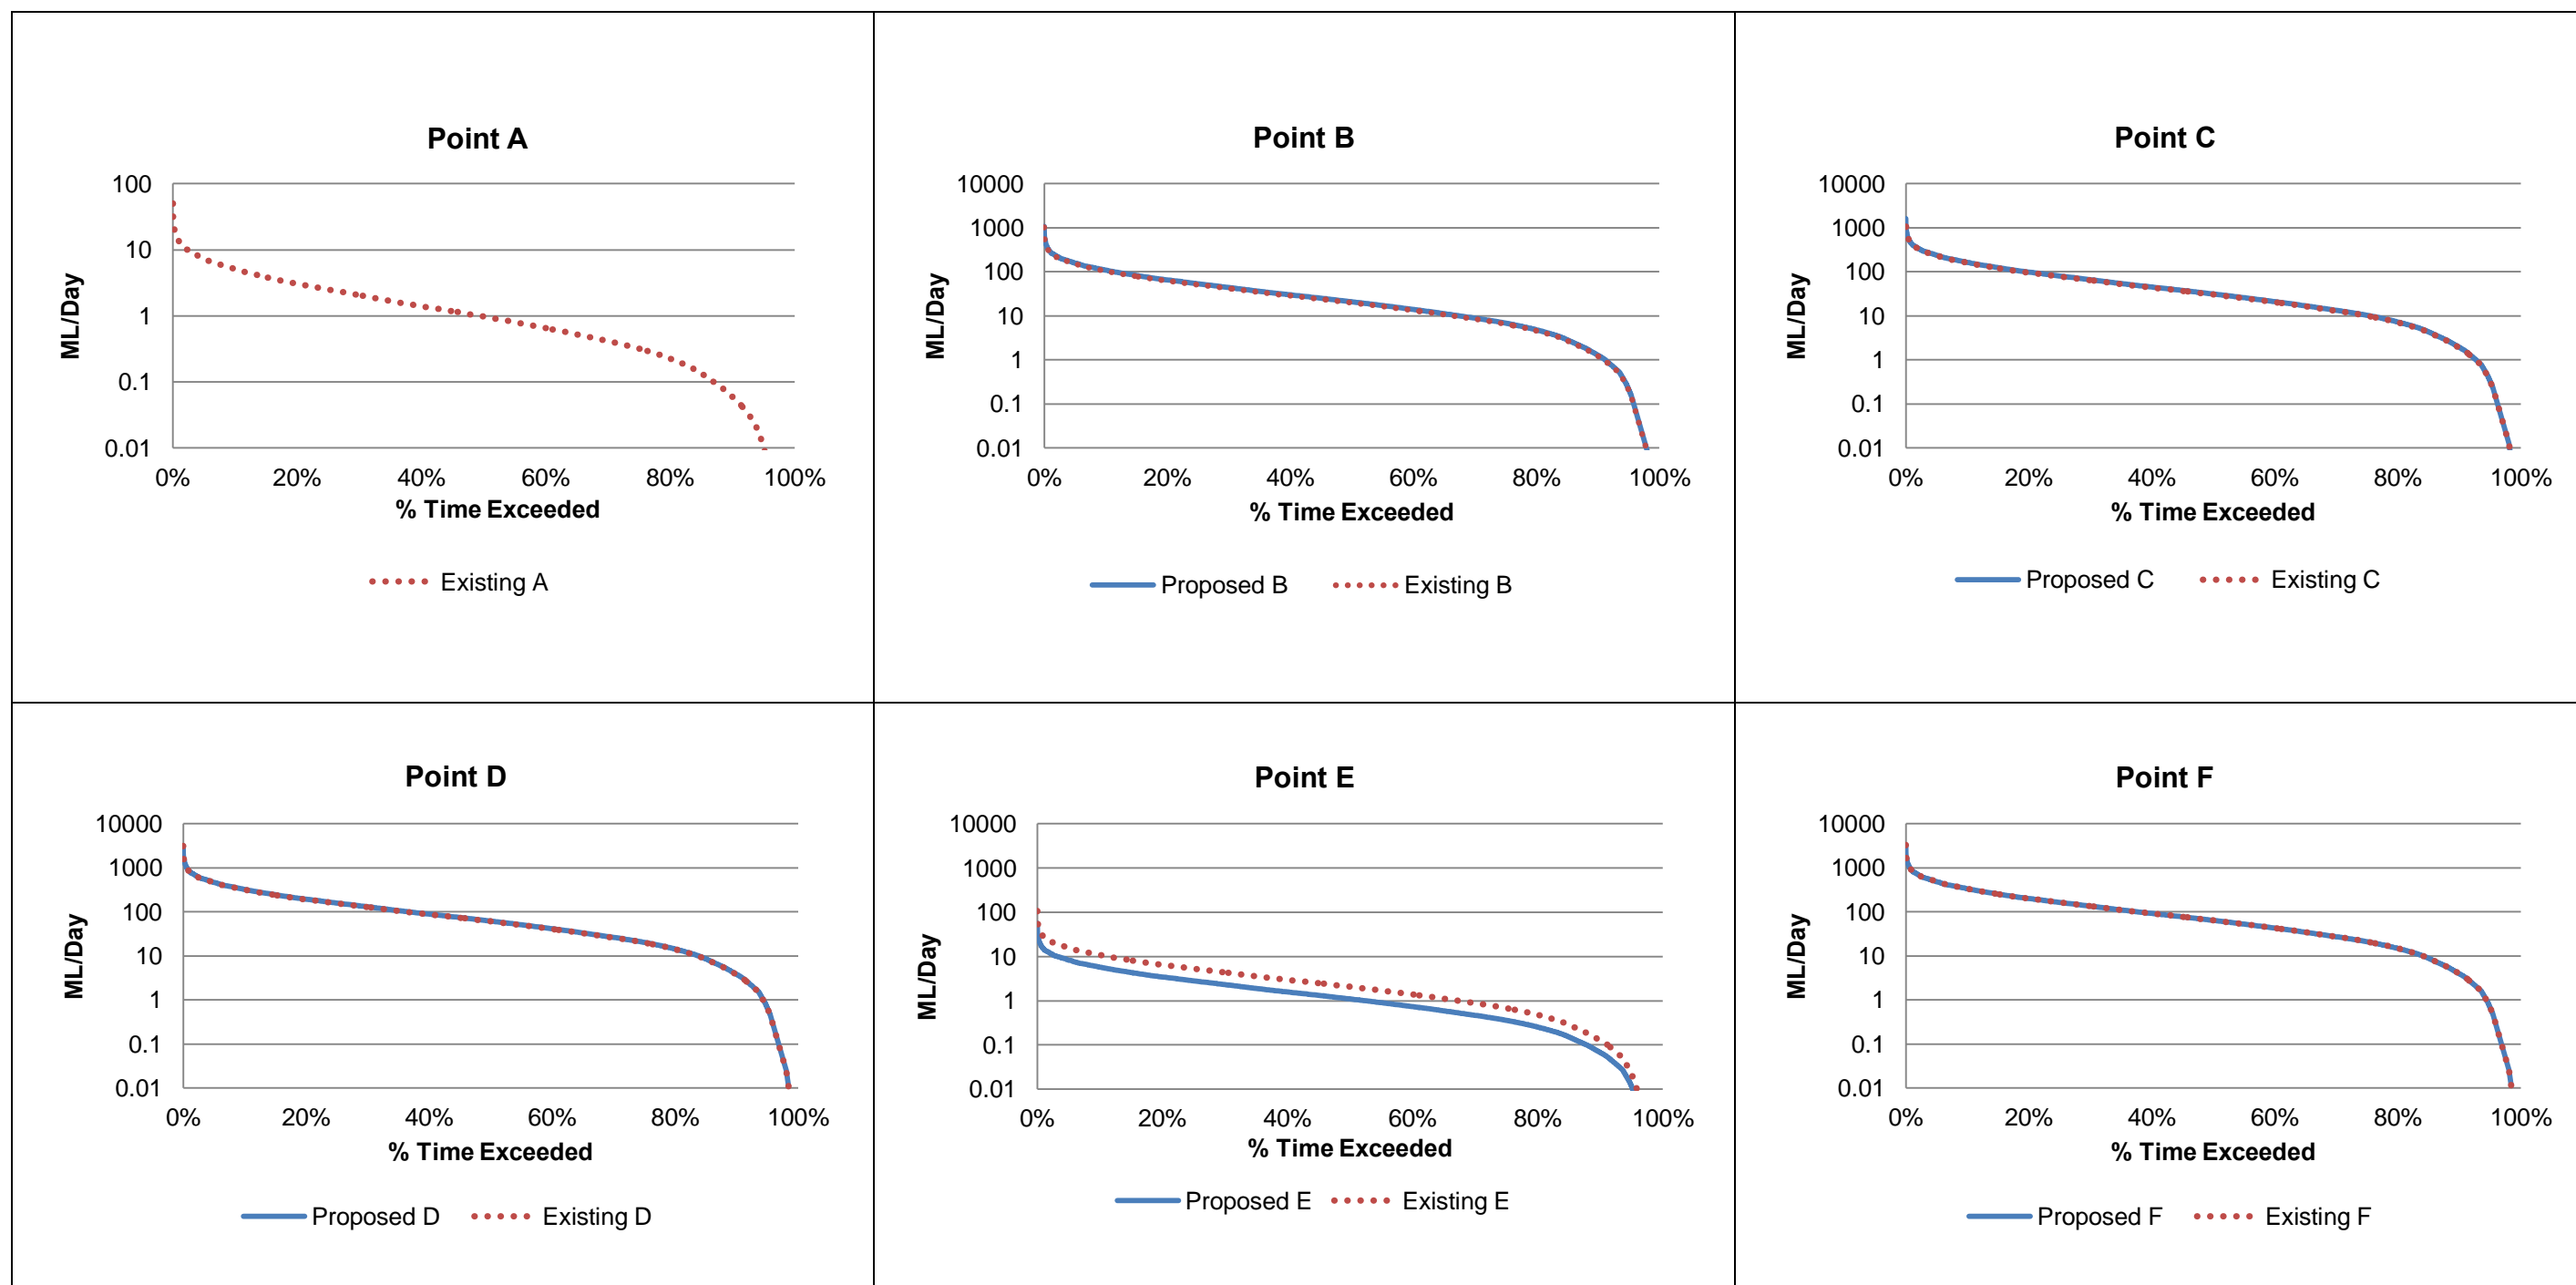 Point A
100
10
1
0.1
0.01
ML/Day
0% 20% 40% 60% 80% 100%
% Time Exceeded
Existing A
Point B
10000
1000
100
10
1
0.1
0.01
ML/Day
0% 20% 40% 60% 80% 100%
% Time Exceeded
Proposed B Existing B
Point C
10000
1000
100
10
1
0.1
0.01
ML/Day
0% 20% 40% 60% 80% 100%
% Time Exceeded
Proposed C Existing C
Point D
10000
1000
100
10
1
0.1
0.01
ML/Day
0% 20% 40% 60% 80% 100%
% Time Exceeded
Proposed D Existing D
Point E
10000
1000
100
10
1
0.1
0.01
ML/Day
0% 20% 40% 60% 80% 100%
% Time Exceeded
Proposed E Existing E
Point F
10000
1000
100
10
1
0.1
0.01
ML/Day
0% 20% 40% 60% 80% 100%
% Time Exceeded
Proposed F Existing F